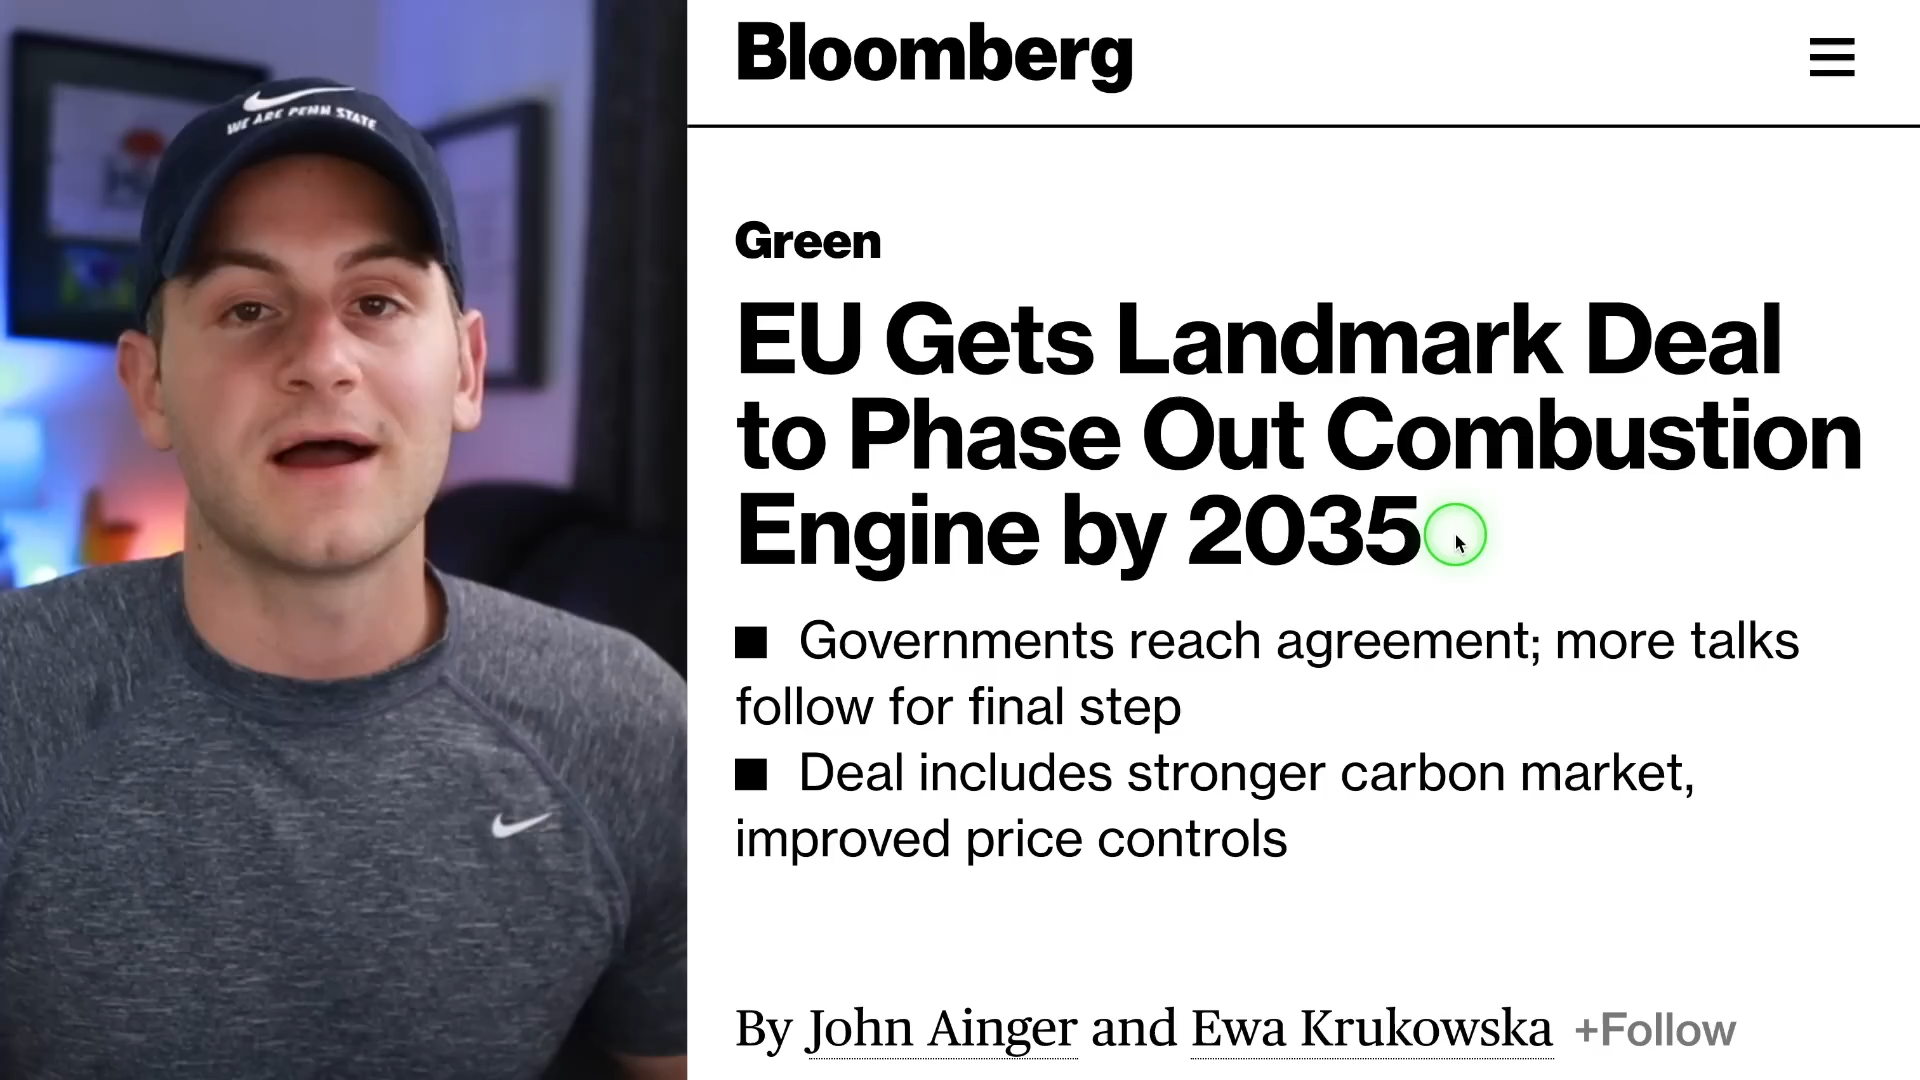 WE ARE PENN STATE
Bloomberg
Green
EU Gets Landmark Deal
to Phase Out Combustion
Engine by 2035
■ Governments reach agreement; more talks
follow for final step
■ Deal includes stronger carbon market,
improved price controls
By John Ainger and Ewa Krukowska +Follow